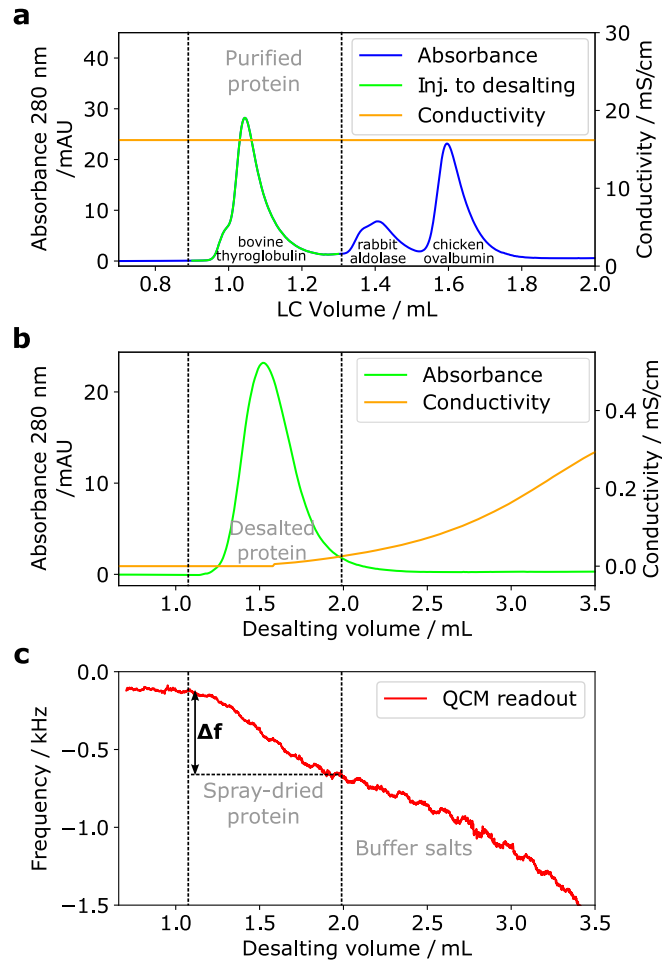 a
Absorbance 280 nm
/mAU
40
30
20
10
0
Purified
protein
Absorbance
Inj. to desalting
Conductivity
bovine
thyroglobulin
rabbit
aldolase
chicken
ovalbumin
30
20
10
0
Conductivity / mS/cm
0.8
1.0
1.2
1.4
1.6
1.8
2.0
LC Volume / mL
b
Absorbance 280 nm
/mAU
20
10
0
Absorbance
Conductivity
Desalted
protein
0.4
0.2
0.0
Conductivity / mS/cm
1.0
1.5
2.0
2.5
3.0
3.5
Desalting volume / mL
c
Frequency / kHz
0.0
−0.5
−1.0
−1.5
QCM readout
Δf
Spray-dried
protein
Buffer salts
1.0
1.5
2.0
2.5
3.0
3.5
Desalting volume / mL